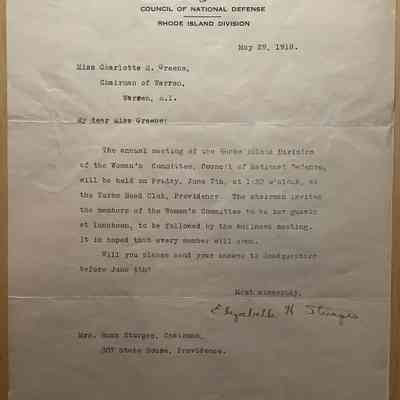 COUNCIL OF NATIONAL DEFENSE
RHODE ISLAND DIVISION
May 29, 1918.
Miss Charlotte M. Greene,
Chairman of Warren,
Warren, R.I.
My dear Miss Greene:
The annual meeting of the Rhode Island Division
of the Woman's Committee, Council of National Defense,
will be held on Friday, June 7th, at 1:30 o'clock, at
the Turks Head Club, Providence. The chairman invites
the members of the Woman's Committee to be her guests
at luncheon, to be followed by the business meeting.
It is hoped that every member will
Will you please send your answer to headquarters
before June 4th?
Most sincerely,
Elizabeth H Sturges
Mrs. Rush Sturges, Chairman,
307 State House, Providence.